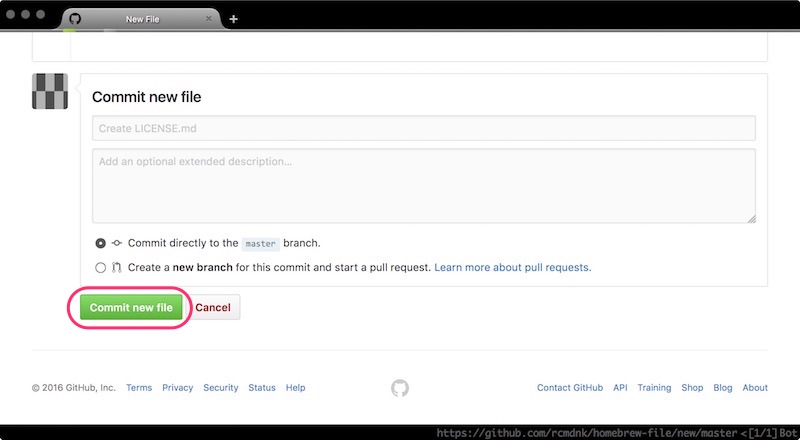 New File
Commit new file
Create LICENSE.md
Add an optional extended description...
Commit directly to the master branch.
Create a new branch for this commit and start a pull request. Learn more about pull requests.
Commit new file Cancel
© 2016 GitHub, Inc. Terms Privacy Security Status Help Contact GitHub API Training Shop Blog About
https://github.com/rcmdnk/homebrew-file/new/master <[1/1]Bot